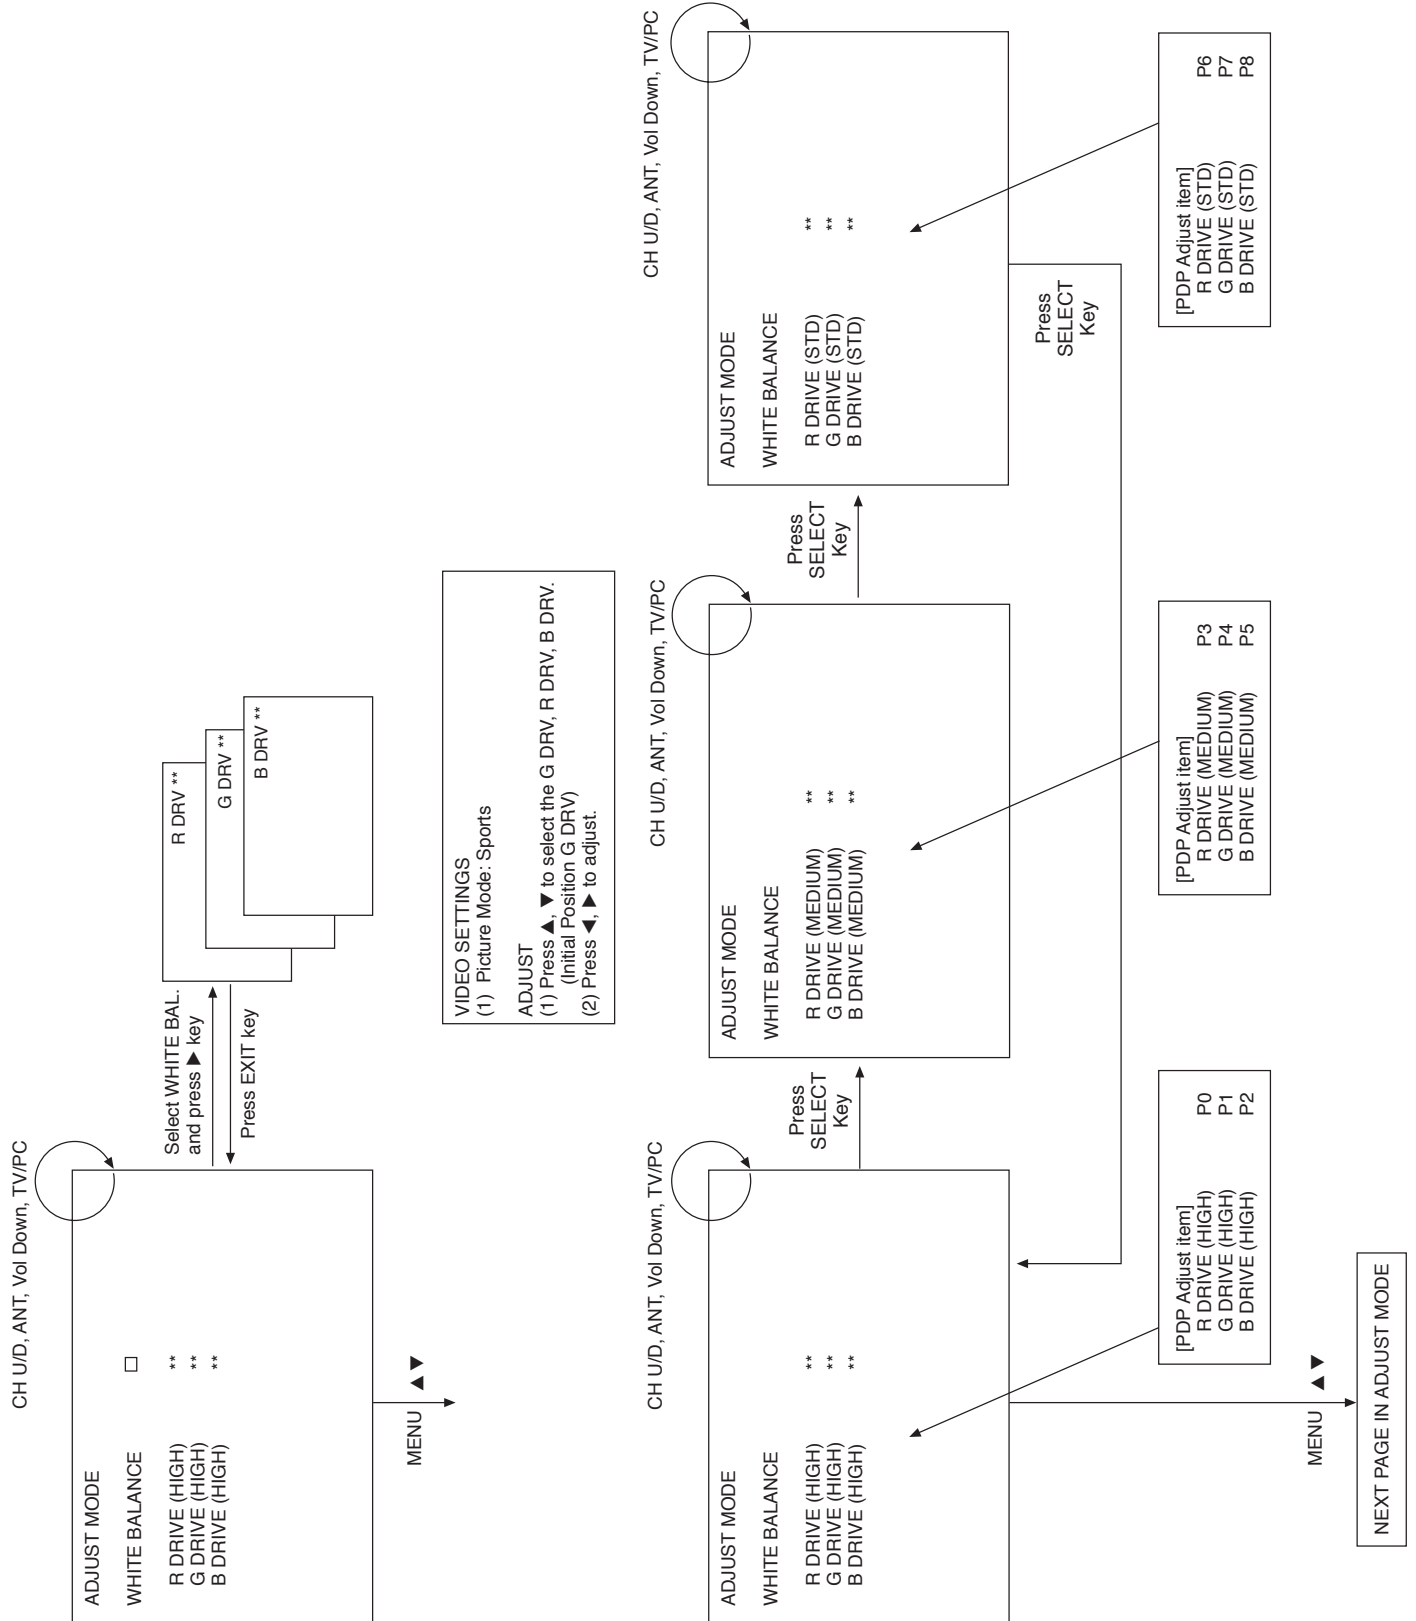 CH U/D, ANT, Vol Down, TV/PC
ADJUST MODE
WHITE BALANCE □
R DRIVE (HIGH) **
G DRIVE (HIGH) **
B DRIVE (HIGH) **
MENU ▲▼
Select WHITE BAL.
and press ▶ key
Press EXIT key
R DRV **
G DRV **
B DRV **
VIDEO SETTINGS
(1) Picture Mode: Sports
ADJUST
(1) Press ▲, ▼ to select the G DRV, R DRV, B DRV.
(Initial Position G DRV)
(2) Press ◀, ▶ to adjust.
CH U/D, ANT, Vol Down, TV/PC
ADJUST MODE
WHITE BALANCE
R DRIVE (HIGH) **
G DRIVE (HIGH) **
B DRIVE (HIGH) **
Press
SELECT
Key
CH U/D, ANT, Vol Down, TV/PC
ADJUST MODE
WHITE BALANCE
R DRIVE (MEDIUM) **
G DRIVE (MEDIUM) **
B DRIVE (MEDIUM) **
Press
SELECT
Key
CH U/D, ANT, Vol Down, TV/PC
ADJUST MODE
WHITE BALANCE
R DRIVE (STD) **
G DRIVE (STD) **
B DRIVE (STD) **
Press
SELECT
Key
[PDP Adjust item]
R DRIVE (HIGH) P0
G DRIVE (HIGH) P1
B DRIVE (HIGH) P2
[PDP Adjust item]
R DRIVE (MEDIUM) P3
G DRIVE (MEDIUM) P4
B DRIVE (MEDIUM) P5
[PDP Adjust item]
R DRIVE (STD) P6
G DRIVE (STD) P7
B DRIVE (STD) P8
MENU ▲▼
NEXT PAGE IN ADJUST MODE